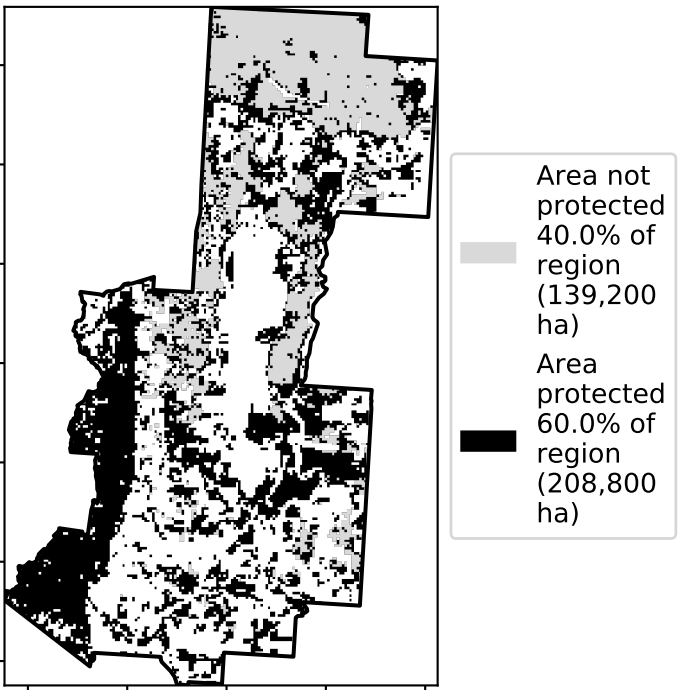 Area not
protected
40.0% of
region
(139,200
ha)
Area
protected
60.0% of
region
(208,800
ha)